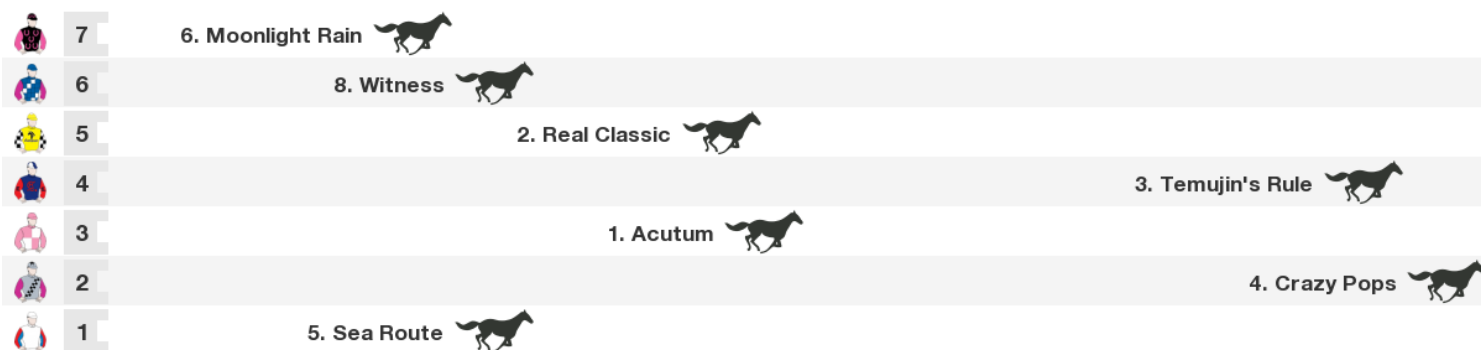 7 6. Moonlight Rain
6 8. Witness
5 2. Real Classic
4 3. Temujin's Rule
3 1. Acutum
2 4. Crazy Pops
1 5. Sea Route